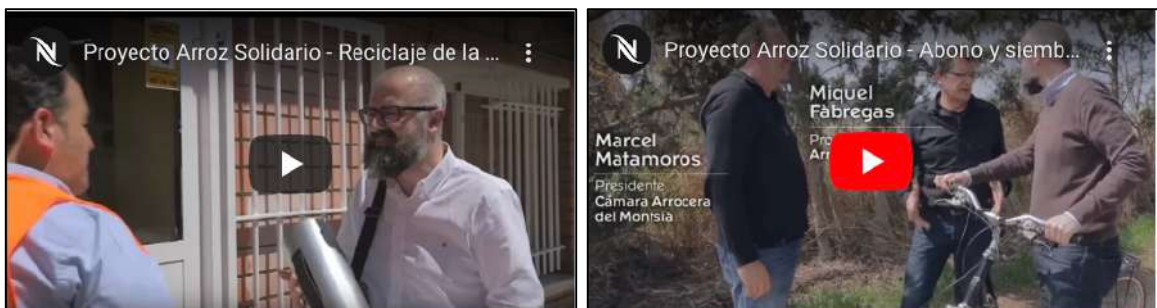 Proyecto Arroz Solidario - Reciclaje de la ...
Proyecto Arroz Solidario - Abono y siemb...
Marcel
Matamoros
Presidente
Cámara Arrocera
del Montsià
Miquel
Fàbregas